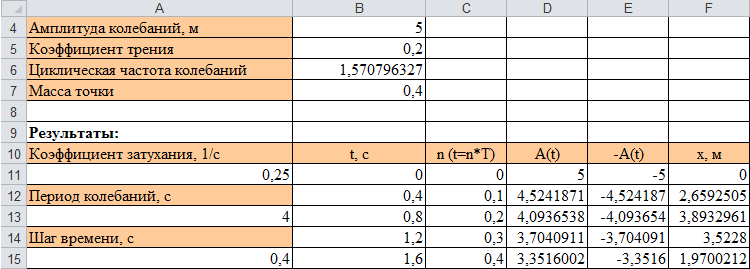 A B C D E F
4 Амплитуда колебаний, м 5
5 Коэффициент трения 0,2
6 Циклическая частота колебаний 1,570796327
7 Масса точки 0,4
8
9 Результаты:
10 Коэффициент затухания, 1/с t, с n (t=n*T) A(t) -A(t) x, м
11 0,25 0 0 5 -5 0
12 Период колебаний, с 0,4 0,1 4,5241871 -4,524187 2,6592505
13 4 0,8 0,2 4,0936538 -4,093654 3,8932961
14 Шаг времени, с 1,2 0,3 3,7040911 -3,704091 3,5228
15 0,4 1,6 0,4 3,3516002 -3,3516 1,9700212